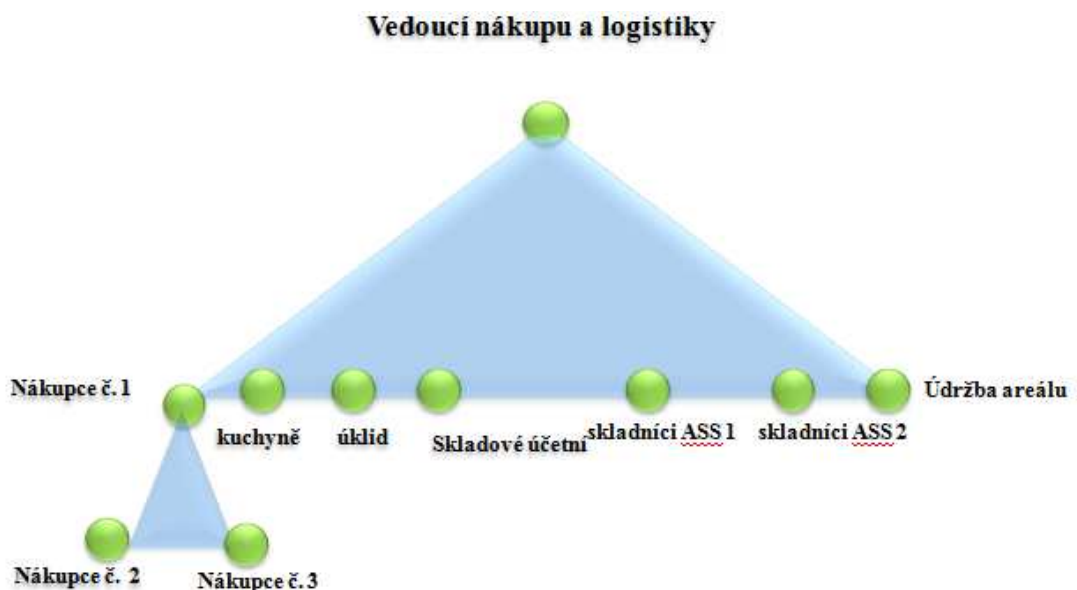 Vedoucí nákupu a logistiky
Nákupce č. 1
Údržba areálu
kuchyně
úklid
Skladové účetní
skladníci ASS 1
skladníci ASS 2
Nákupce č. 2
Nákupce č. 3